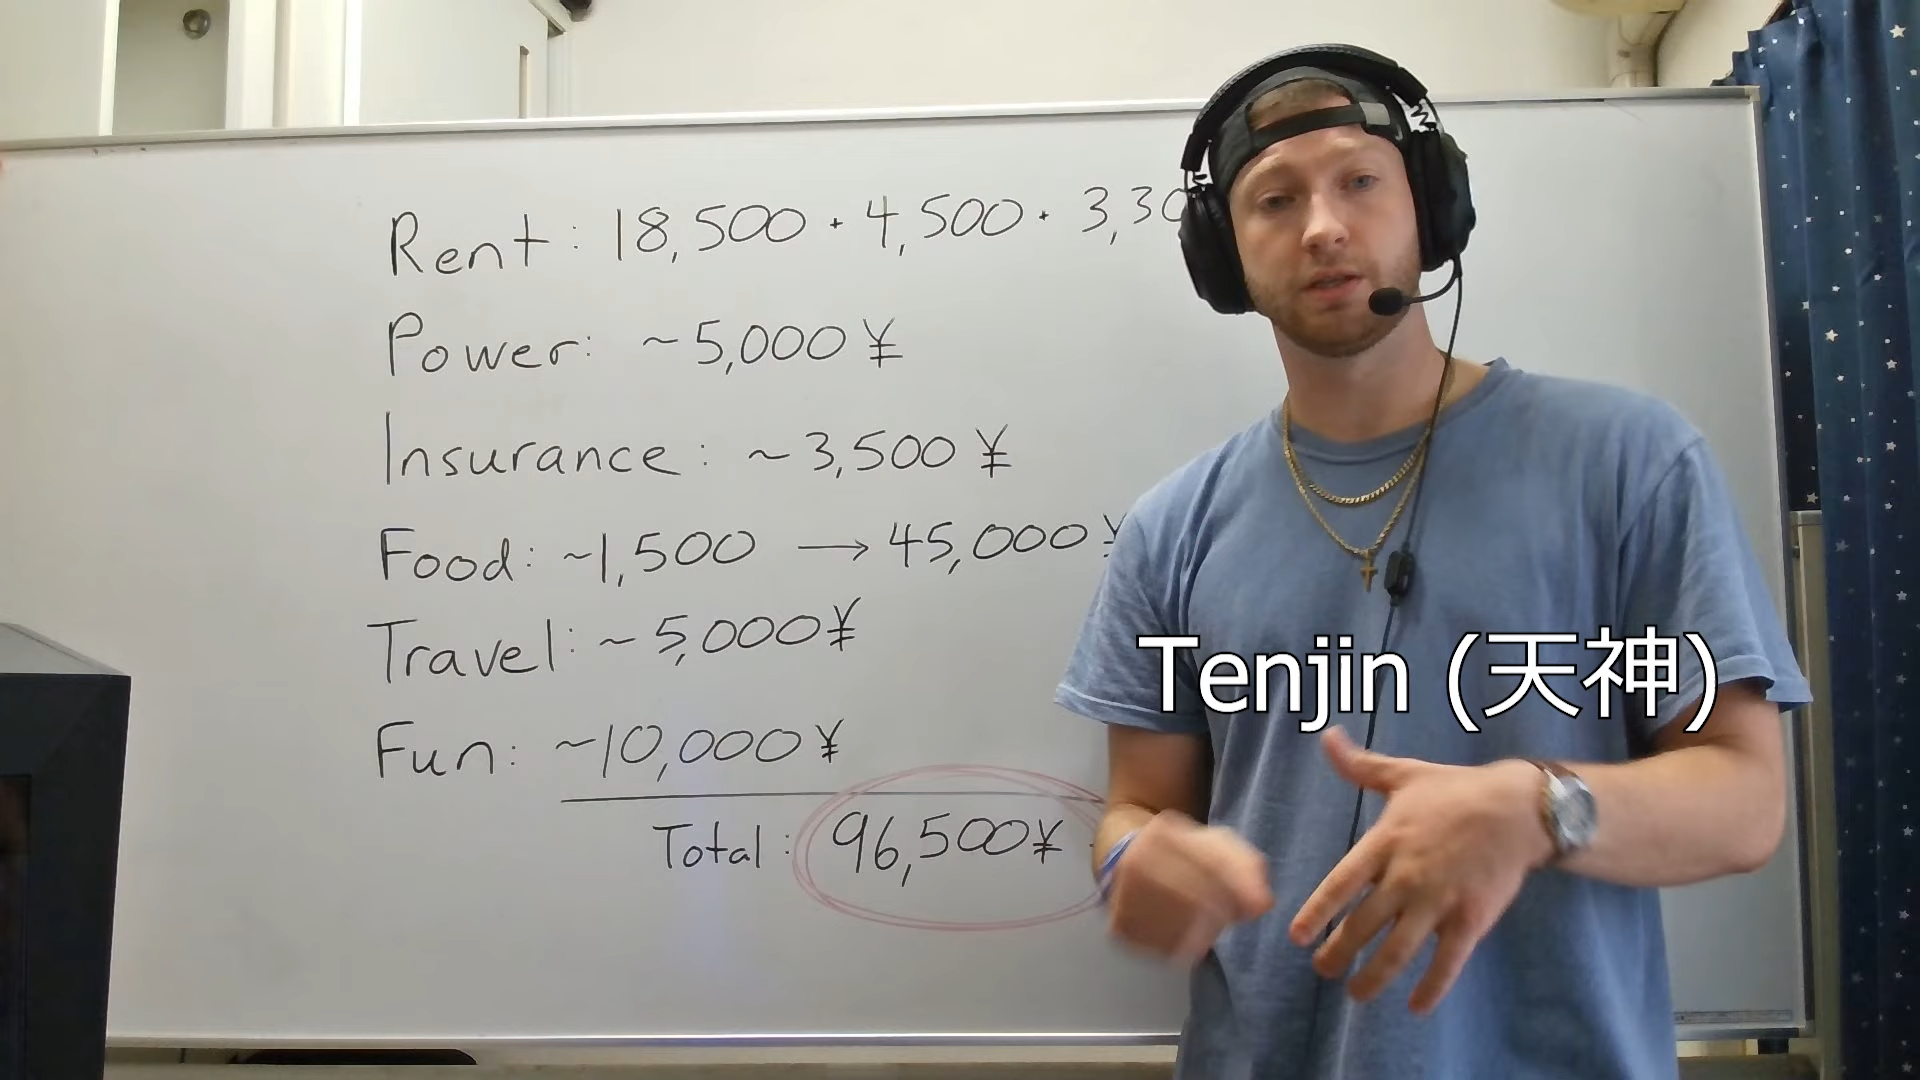 Rent: 18,500 + 4,500 + 3,30
Power: ~5,000¥
Insurance: ~3,500¥
Food: ~1,500 → 45,000¥
Travel: ~5,000¥
Fun: ~10,000¥
Total: 96,500¥
Tenjin (天神)